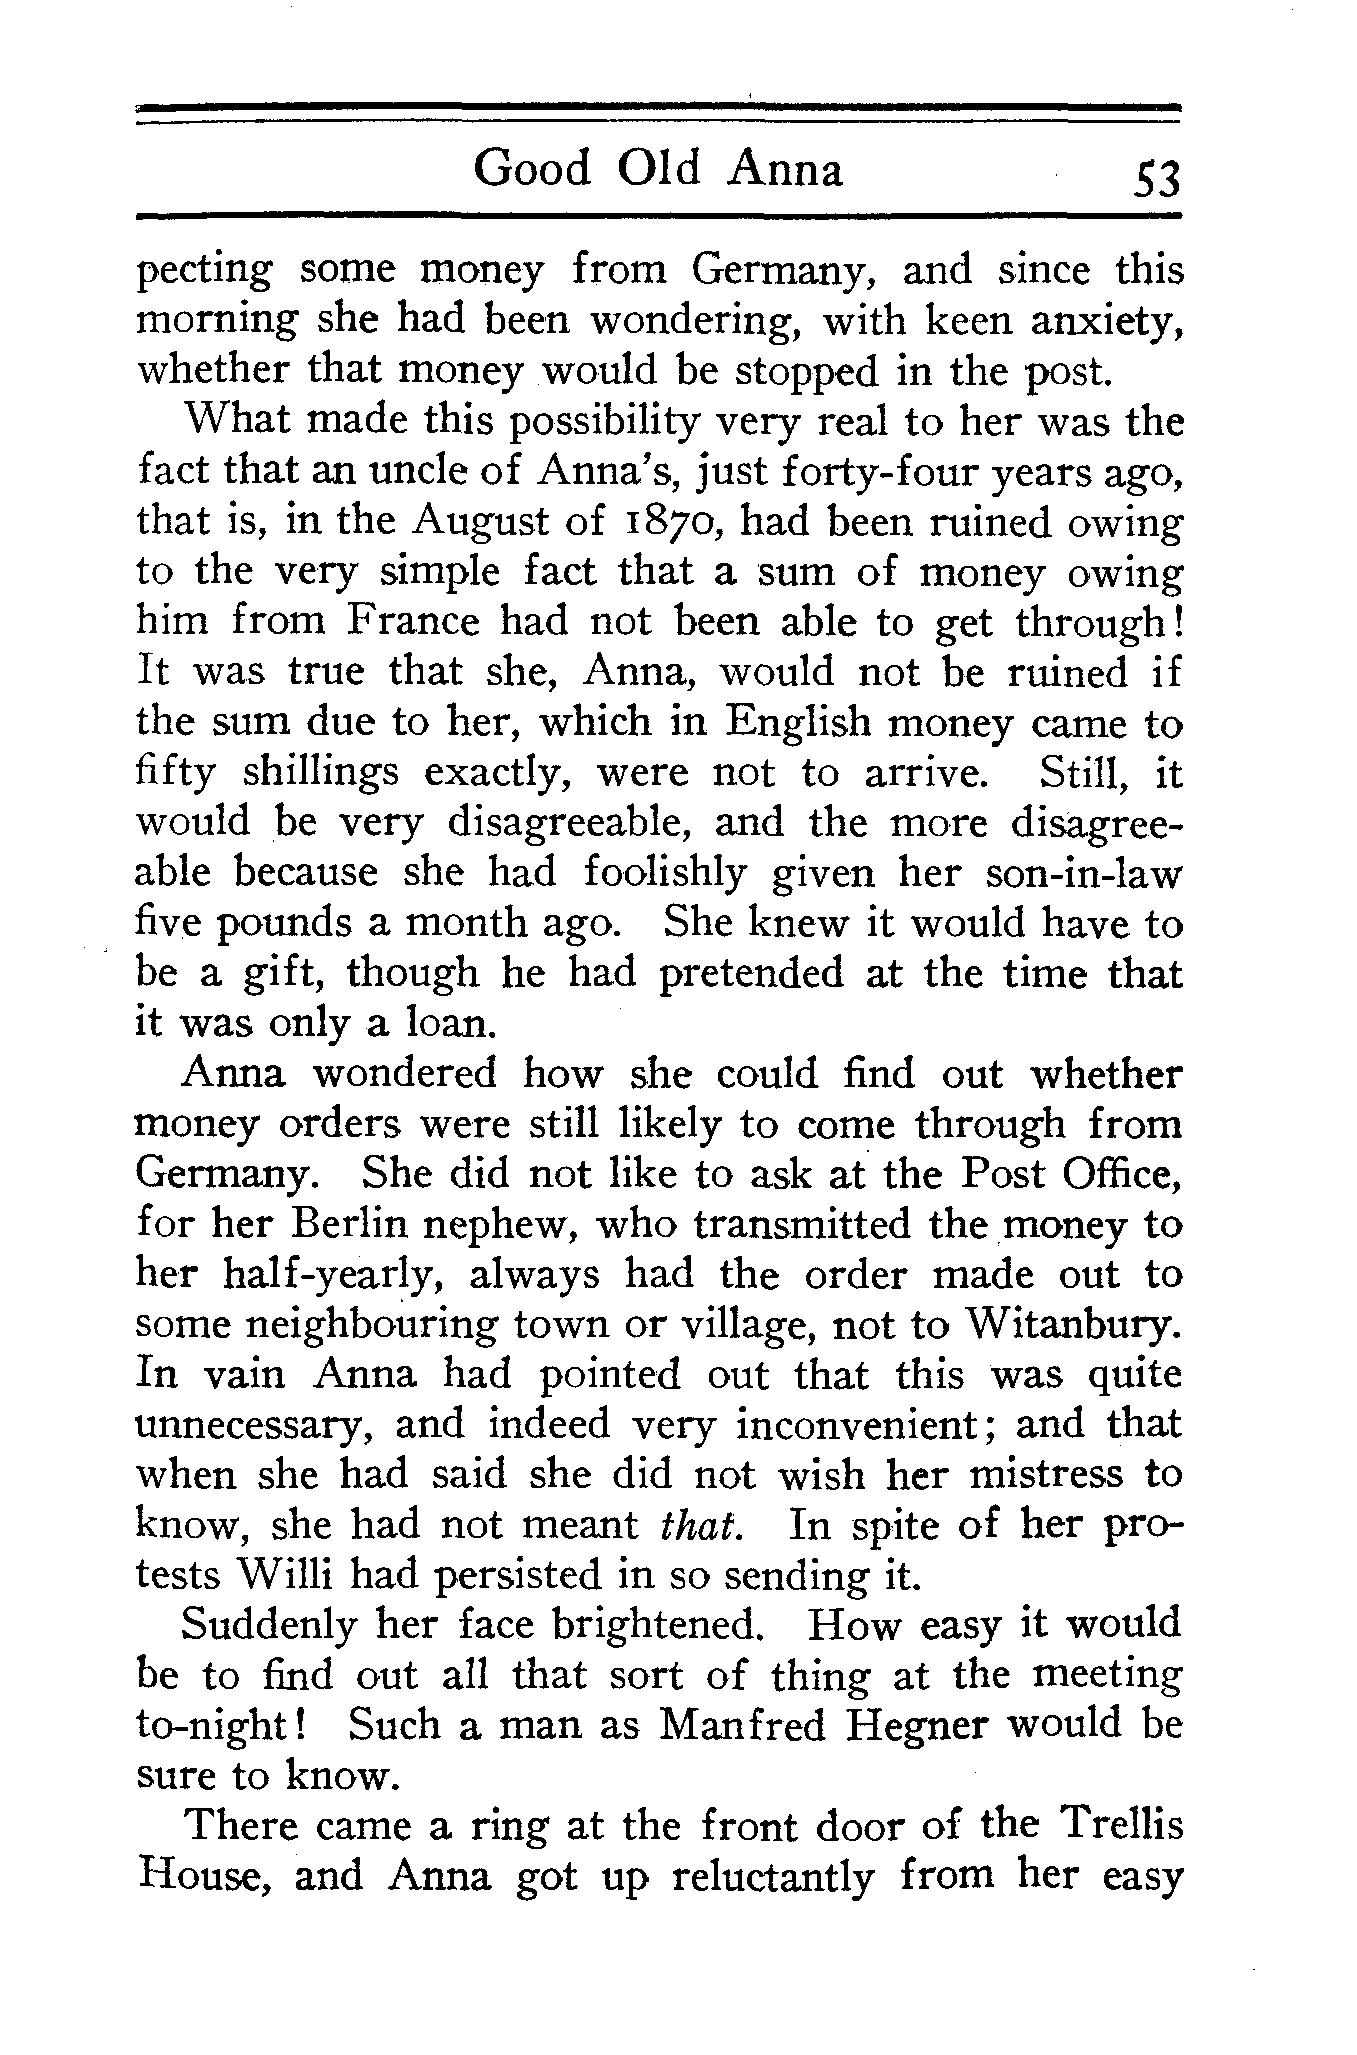 Good Old Anna 53
pecting some money from Germany, and since this
morning she had been wondering, with keen anxiety,
whether that money would be stopped in the post.
What made this possibility very real to her was the
fact that an uncle of Anna's, just forty-four years ago,
that is, in the August of 1870, had been ruined owing
to the very simple fact that a sum of money owing
him from France had not been able to get through!
It was true that she, Anna, would not be ruined if
the sum due to her, which in English money came to
fifty shillings exactly, were not to arrive. Still, it
would be very disagreeable, and the more disagree-
able because she had foolishly given her son-in-law
five pounds a month ago. She knew it would have to
be a gift, though he had pretended at the time that
it was only a loan.
Anna wondered how she could find out whether
money orders were still likely to come through from
Germany. She did not like to ask at the Post Office,
for her Berlin nephew, who transmitted the money to
her half-yearly, always had the order made out to
some neighbouring town or village, not to Witanbury.
In vain Anna had pointed out that this was quite
unnecessary, and indeed very inconvenient; and that
when she had said she did not wish her mistress to
know, she had not meant that. In spite of her pro-
tests Willi had persisted in so sending it.
Suddenly her face brightened. How easy it would
be to find out all that sort of thing at the meeting
to-night! Such a man as Manfred Hegner would be
sure to know.
There came a ring at the front door of the Trellis
House, and Anna got up reluctantly from her easy